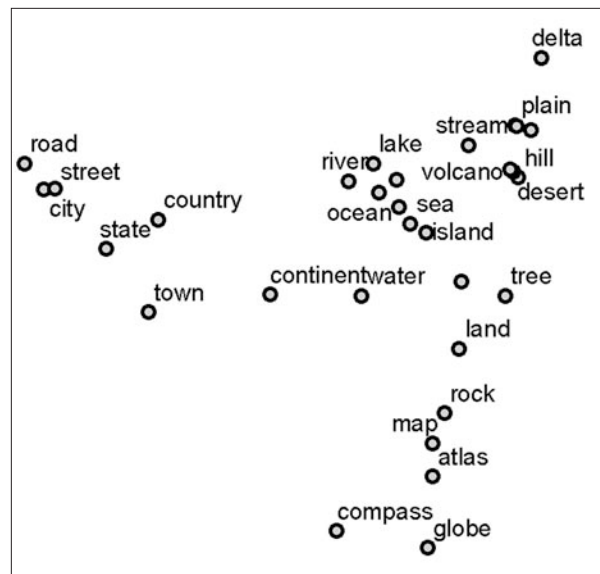 delta
plain
stream
road
lake
river
hill
volcano
street
desert
city
country
ocean
sea
state
island
continent
water
tree
town
land
rock
map
atlas
compass
globe